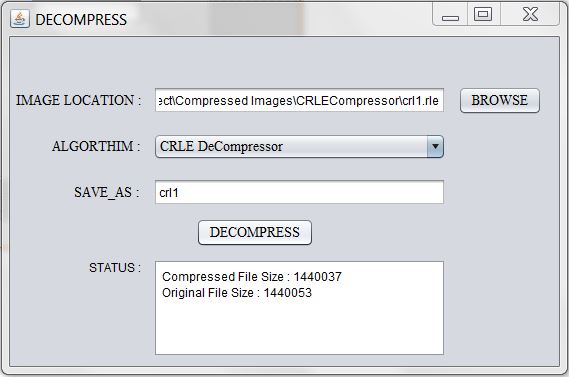 DECOMPRESS
IMAGE LOCATION : ect\Compressed Images\CRLECompressor\crl1.rle BROWSE
ALGORTHIM : CRLE DeCompressor
SAVE_AS : crl1
DECOMPRESS
STATUS : Compressed File Size : 1440037
Original File Size : 1440053